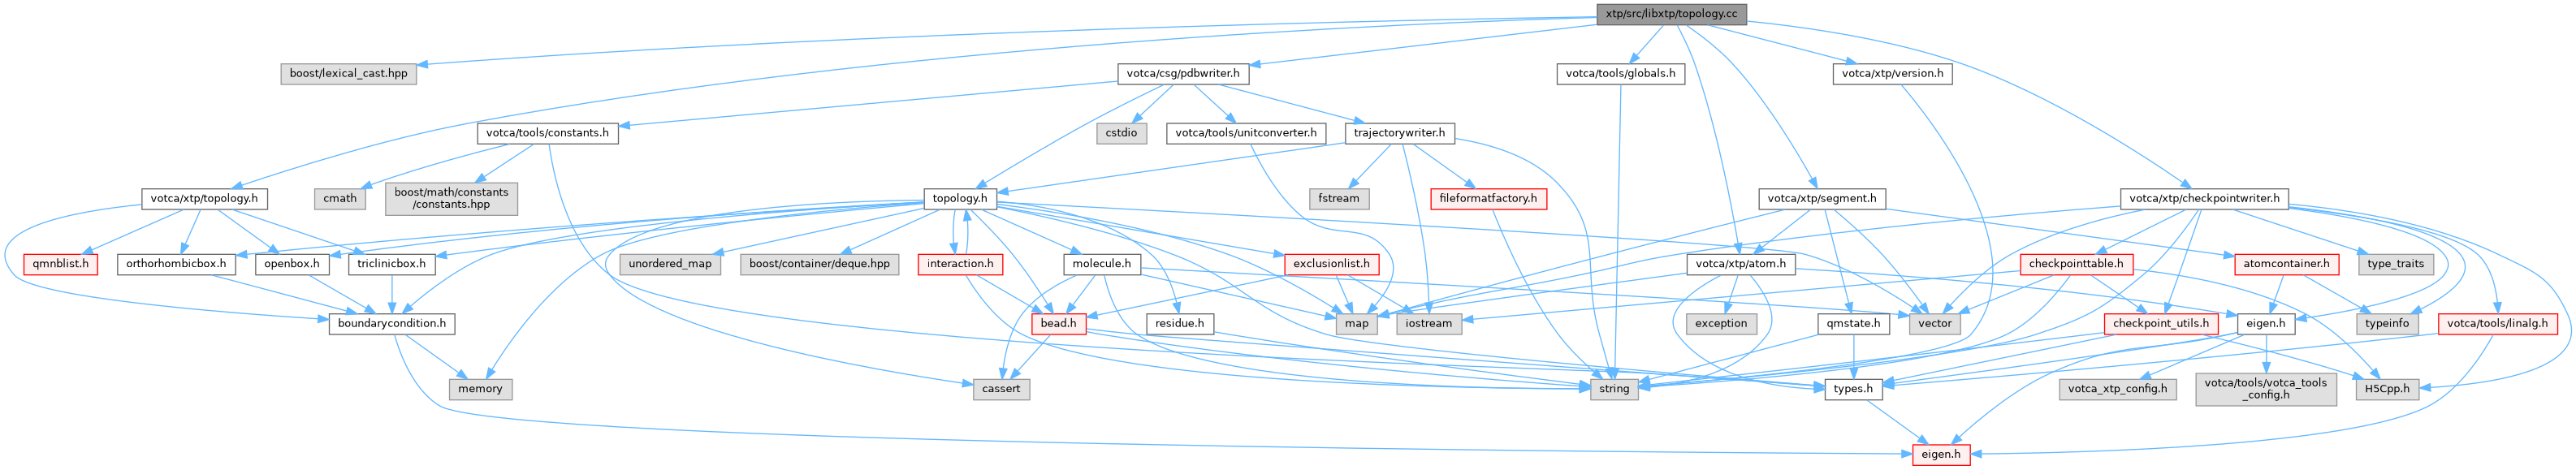 xtp/src/libxtp/topology.cc
boost/lexical_cast.hpp
votca/csg/pdbwriter.h
votca/tools/globals.h
votca/xtp/version.h
votca/tools/constants.h
cstdio
votca/tools/unitconverter.h
trajectorywriter.h
votca/xtp/topology.h
cmath
boost/math/constants
/constants.hpp
topology.h
fstream
fileformatfactory.h
votca/xtp/segment.h
votca/xtp/checkpointwriter.h
qmnblist.h
orthorhombicbox.h
openbox.h
triclinicbox.h
unordered_map
boost/container/deque.hpp
interaction.h
molecule.h
exclusionlist.h
votca/xtp/atom.h
checkpointtable.h
atomcontainer.h
type_traits
boundarycondition.h
bead.h
residue.h
map
iostream
exception
qmstate.h
vector
checkpoint_utils.h
eigen.h
typeinfo
votca/tools/linalg.h
memory
cassert
string
types.h
votca_xtp_config.h
votca/tools/votca_tools
_config.h
H5Cpp.h
eigen.h